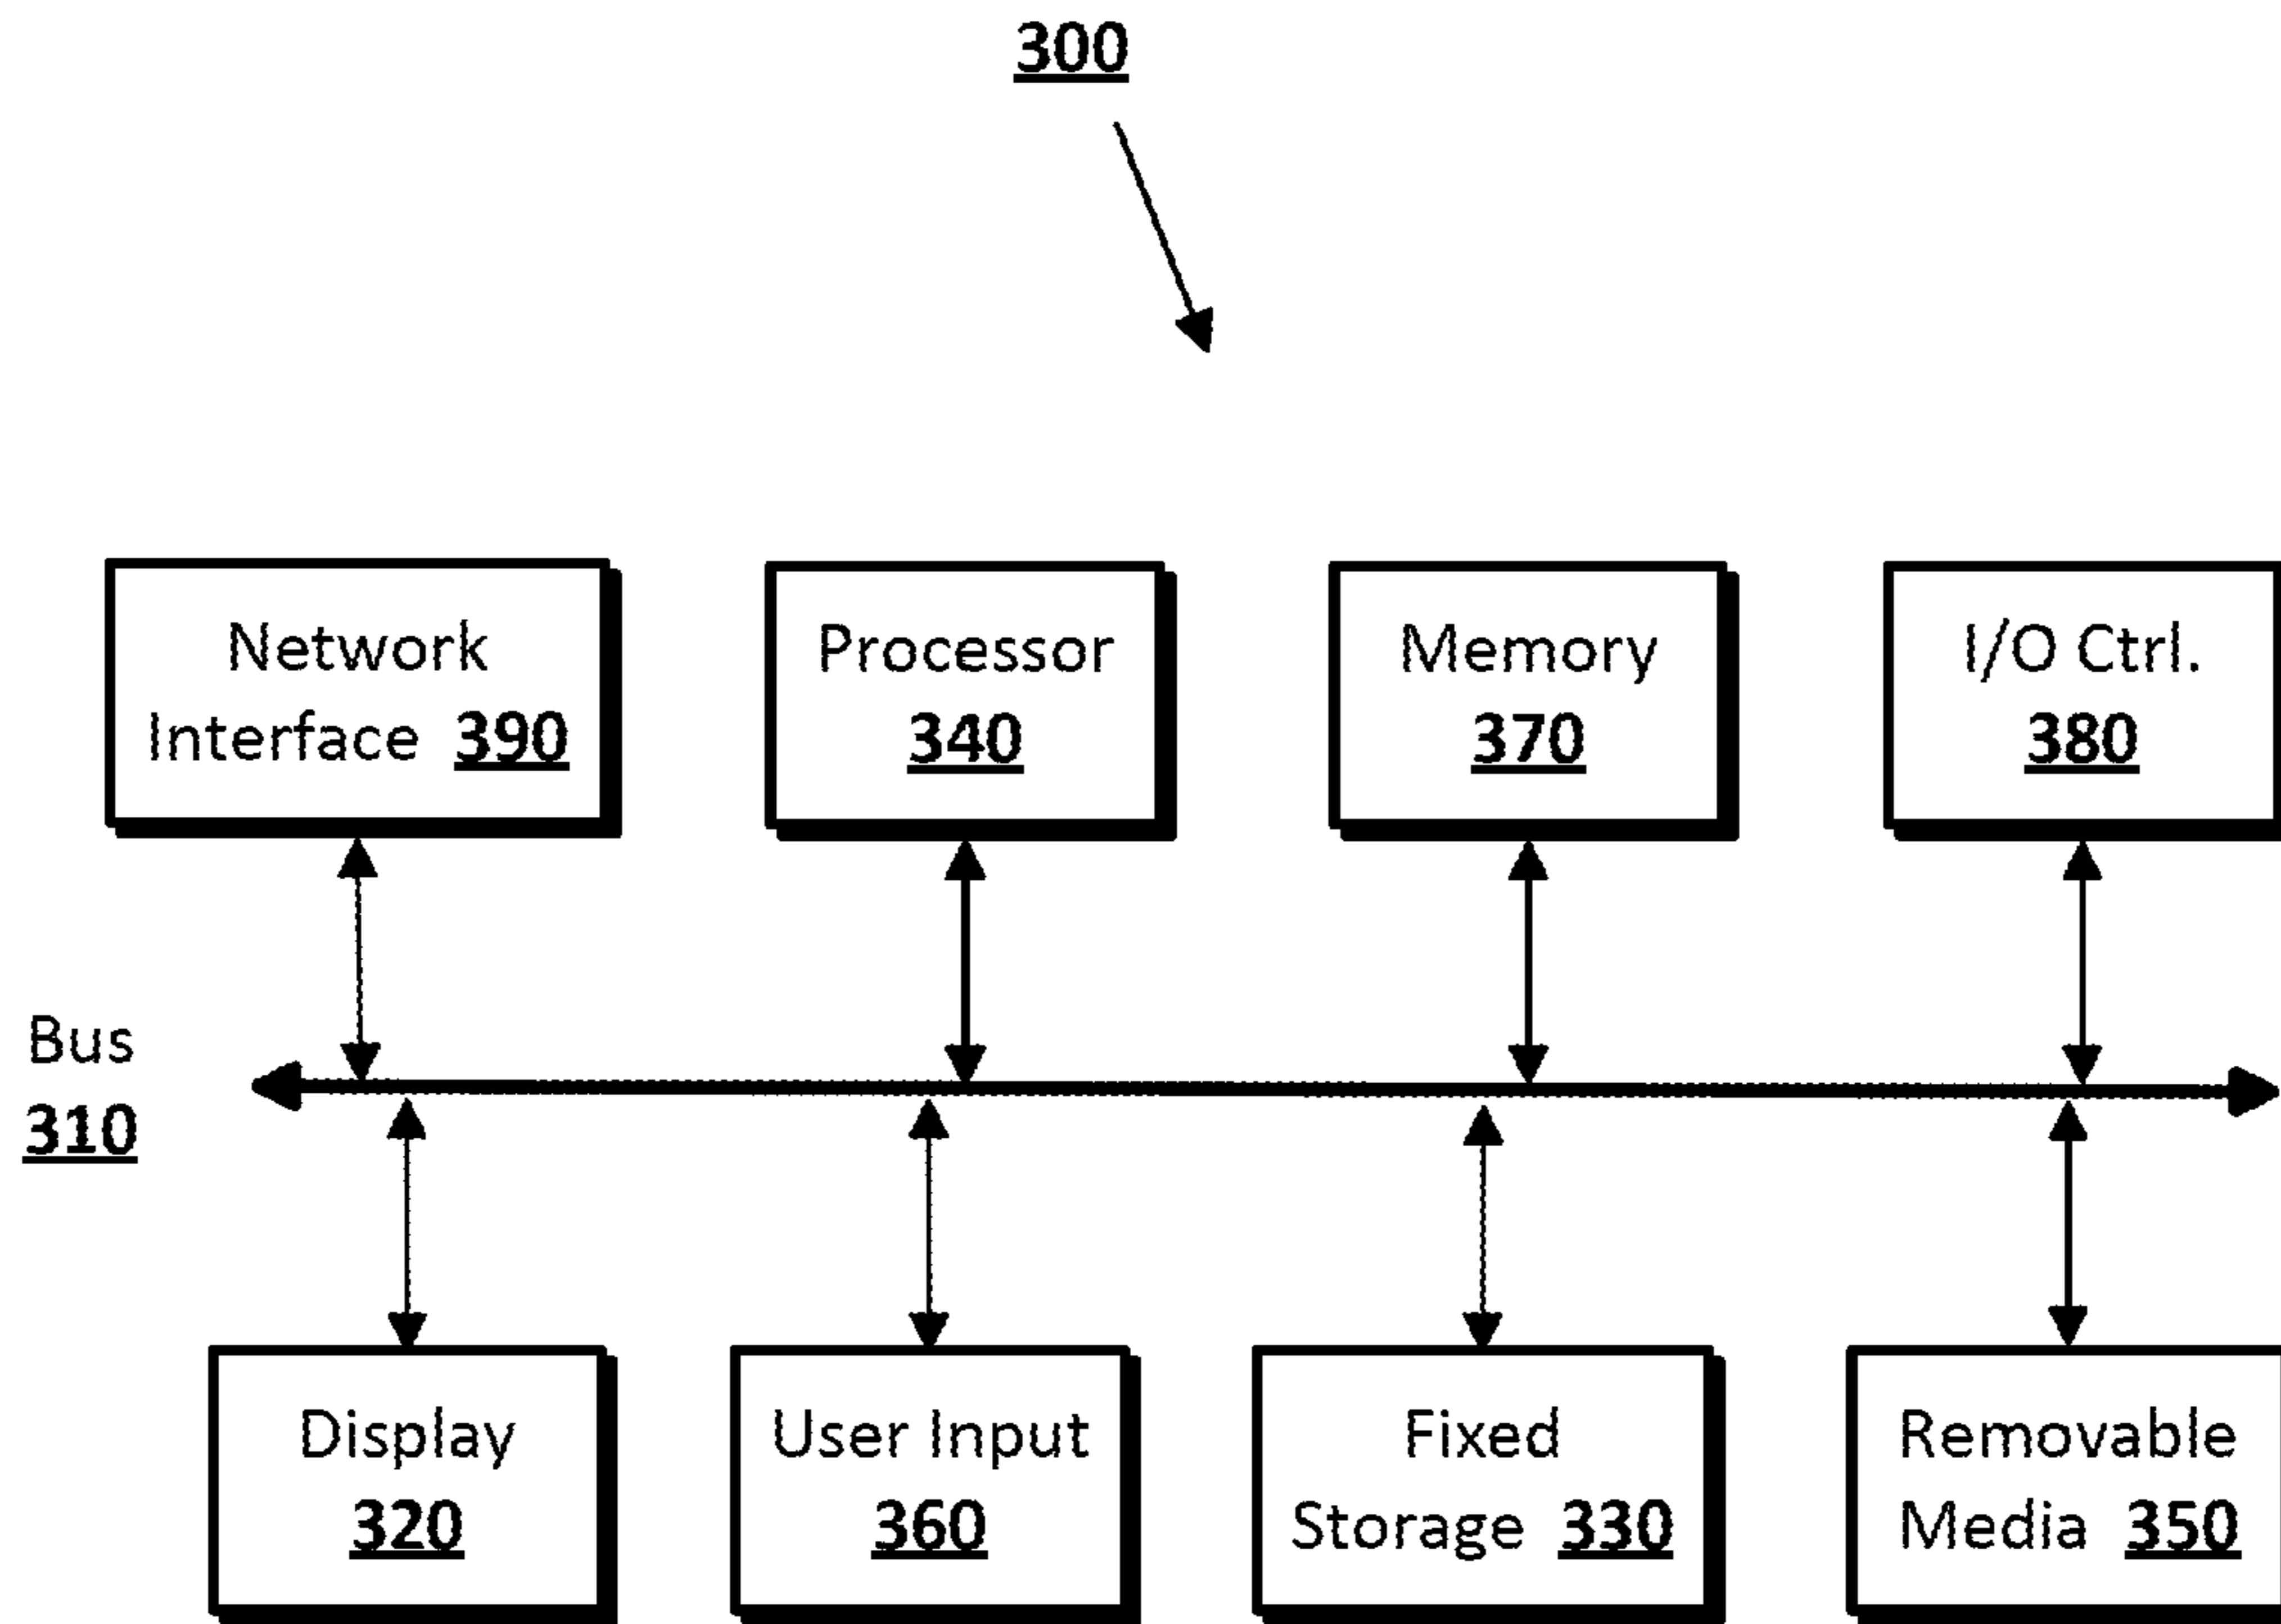 300
Network
Interface 390
Processor
340
Memory
370
I/O Ctrl.
380
Bus
310
Display
320
User Input
360
Fixed
Storage 330
Removable
Media 350